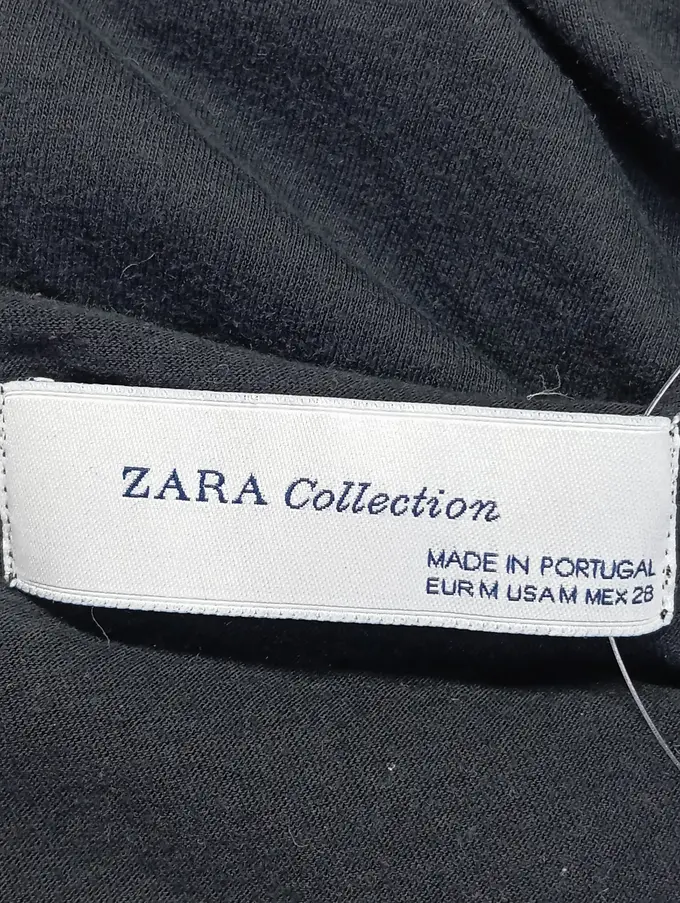 ZARA Collection
MADE IN PORTUGAL
EUR M USA M MEX 28